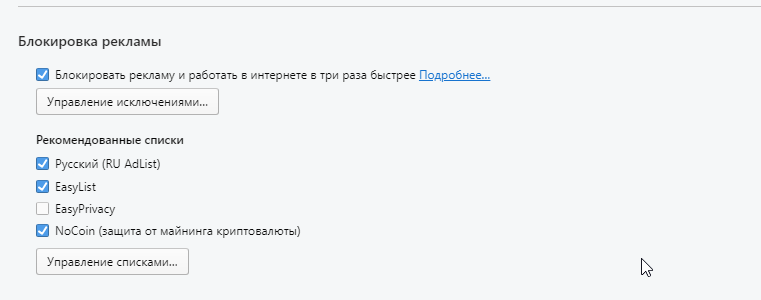 Блокировка рекламы
Блокировать рекламу и работать в интернете в три раза быстрее Подробнее...
Управление исключениями...
Рекомендованные списки
Русский (RU AdList)
EasyList
EasyPrivacy
NoCoin (защита от майнинга криптовалюты)
Управление списками...